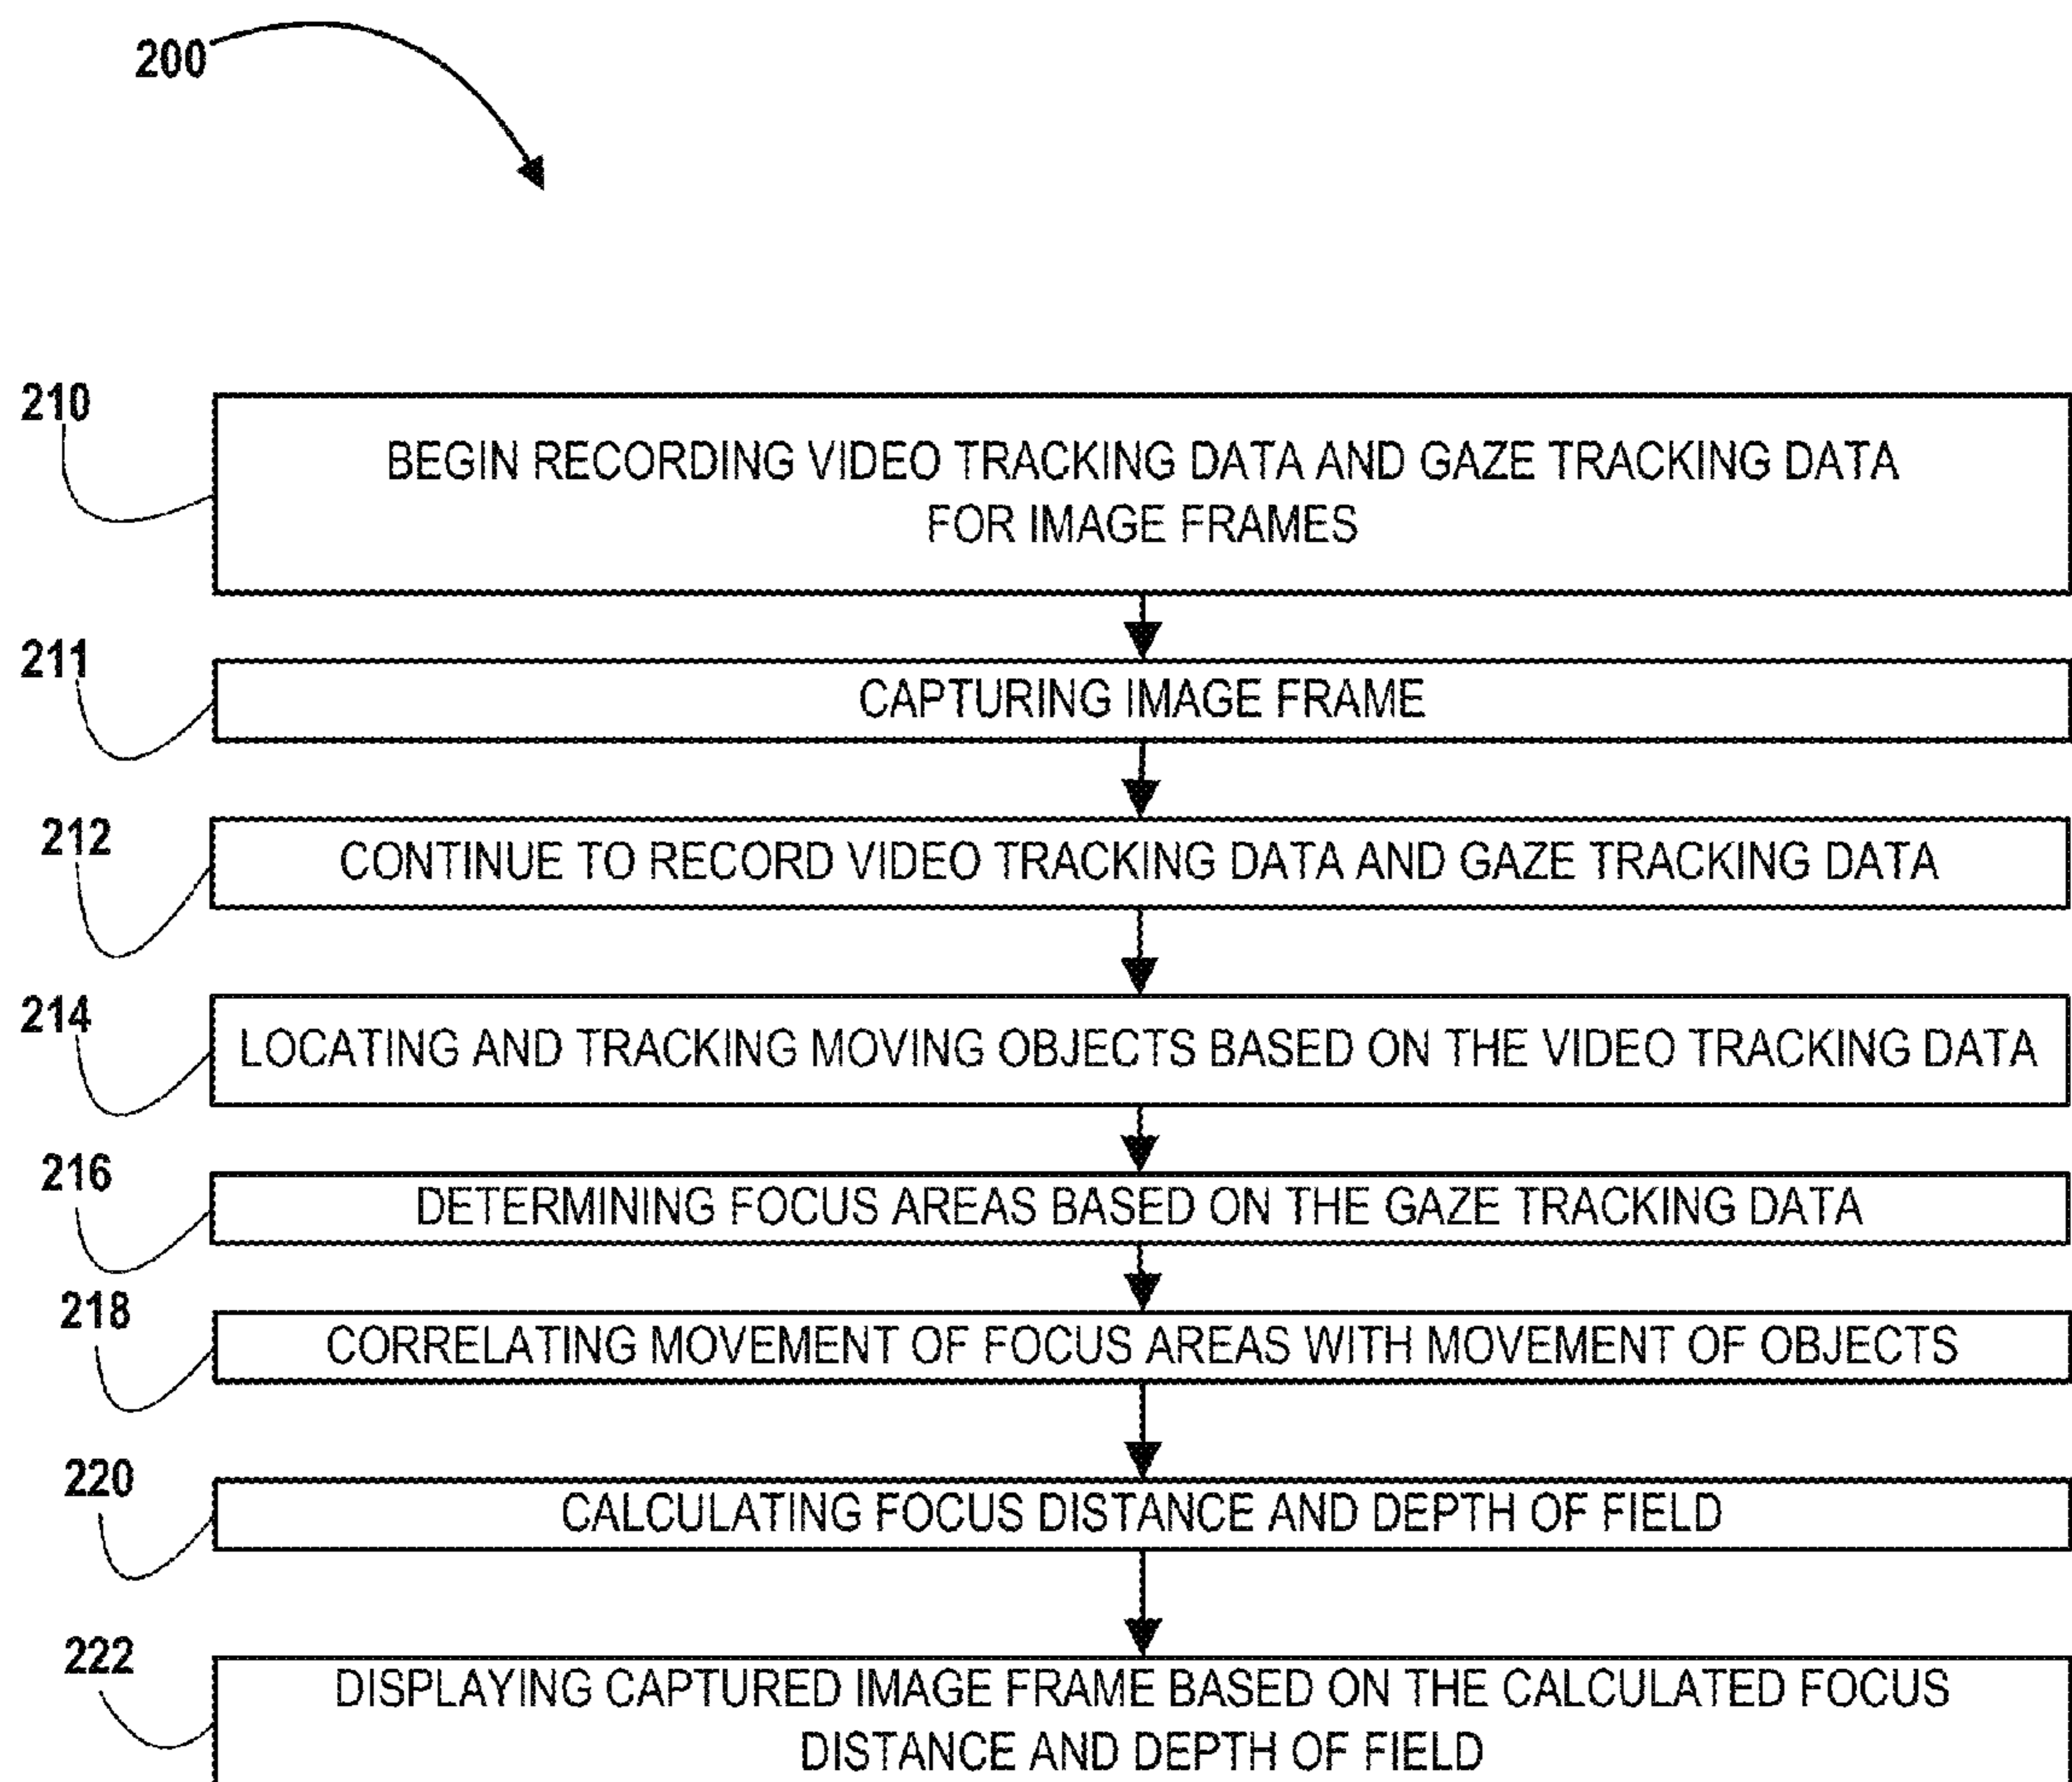 200
210
BEGIN RECORDING VIDEO TRACKING DATA AND GAZE TRACKING DATA
FOR IMAGE FRAMES
211
CAPTURING IMAGE FRAME
212
CONTINUE TO RECORD VIDEO TRACKING DATA AND GAZE TRACKING DATA
214
LOCATING AND TRACKING MOVING OBJECTS BASED ON THE VIDEO TRACKING DATA
216
DETERMINING FOCUS AREAS BASED ON THE GAZE TRACKING DATA
218
CORRELATING MOVEMENT OF FOCUS AREAS WITH MOVEMENT OF OBJECTS
220
CALCULATING FOCUS DISTANCE AND DEPTH OF FIELD
222
DISPLAYING CAPTURED IMAGE FRAME BASED ON THE CALCULATED FOCUS
DISTANCE AND DEPTH OF FIELD